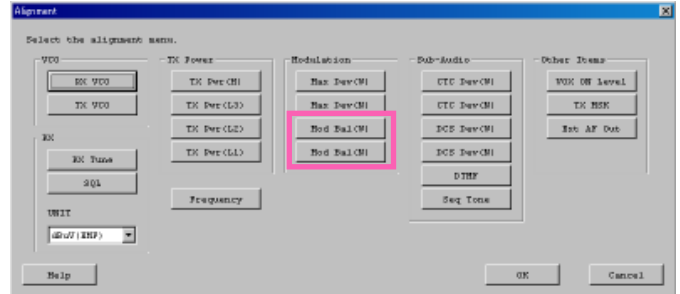 Alignment
Select the alignment menu.
VCO
RX VCO
TX VCO
RX
RX Tune
SQL
UNIT
dBuV(EMF)
TX Power
TX Pwr(H)
TX Pwr(L3)
TX Pwr(L2)
TX Pwr(L1)
Frequency
Modulation
Max Dev(W)
Max Dev(N)
Mod Bal(W)
Mod Bal(N)
Sub-Audio
CTC Dev(W)
CTC Dev(N)
DCS Dev(W)
DCS Dev(N)
DTMF
Seq Tone
Other Items
VOX ON Level
TX MSK
Ext AF Out
Help
OK
Cancel